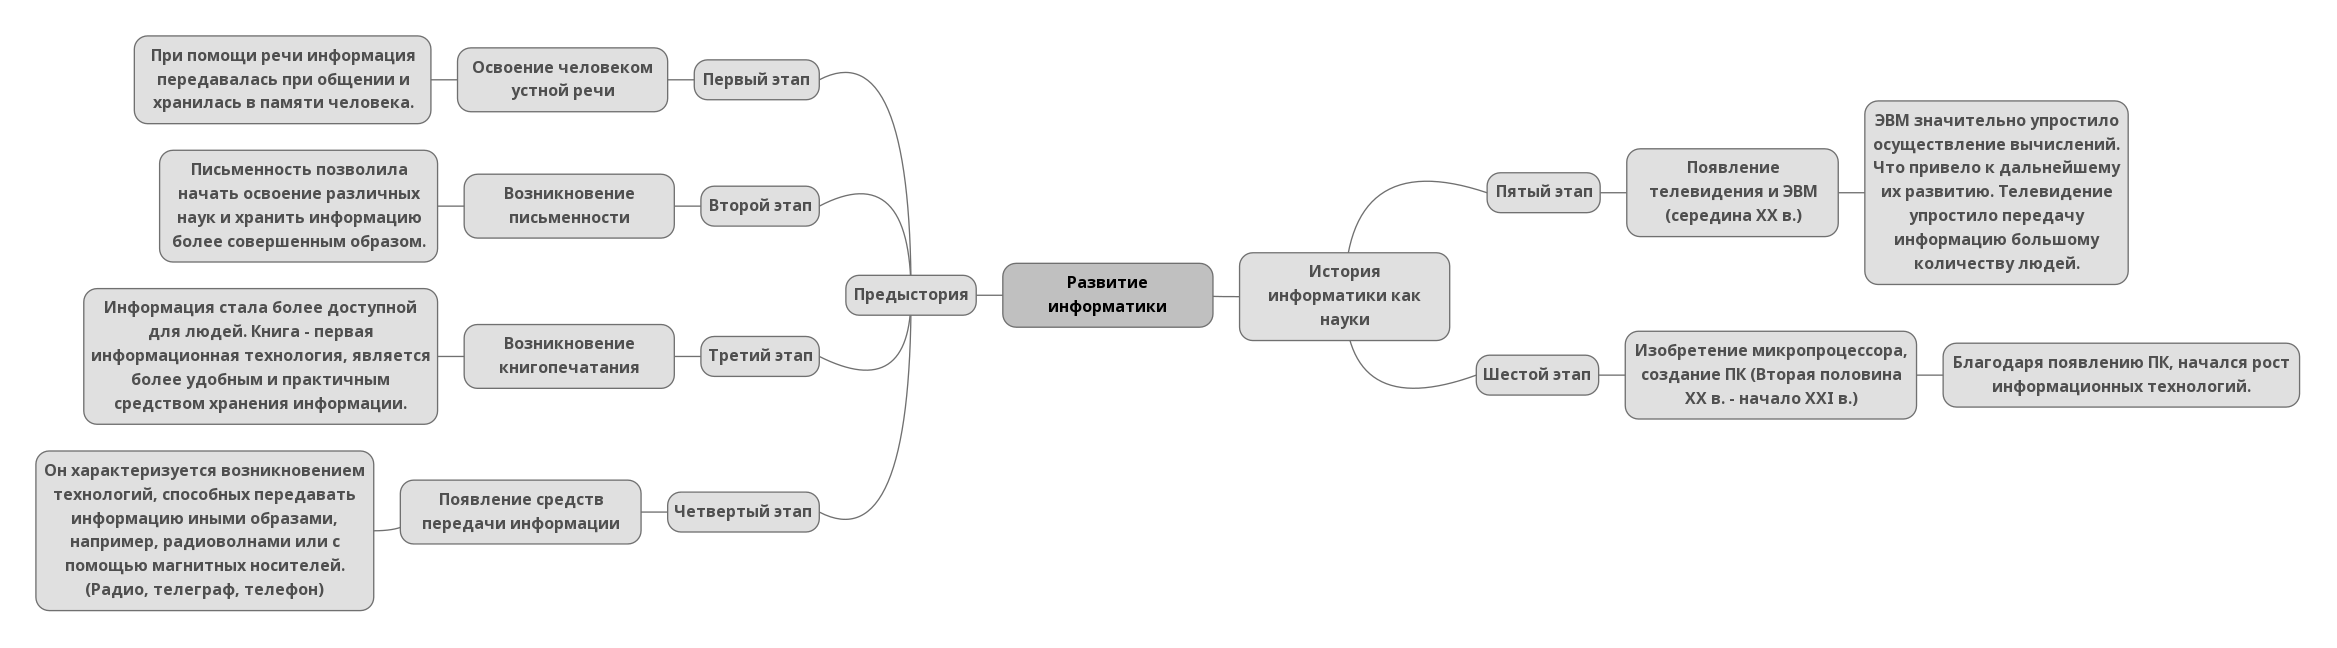 Развитие
информатики
Предыстория
Первый этап
Освоение человеком
устной речи
При помощи речи информация
передавалась при общении и
хранилась в памяти человека.
Второй этап
Возникновение
письменности
Письменность позволила
начать освоение различных
наук и хранить информацию
более совершенным образом.
Третий этап
Возникновение
книгопечатания
Информация стала более доступной
для людей. Книга - первая
информационная технология, является
более удобным и практичным
средством хранения информации.
Четвертый этап
Появление средств
передачи информации
Он характеризуется возникновением
технологий, способных передавать
информацию иными образами,
например, радиоволнами или с
помощью магнитных носителей.
(Радио, телеграф, телефон)
История
информатики как
науки
Пятый этап
Появление
телевидения и ЭВМ
(середина XX в.)
ЭВМ значительно упростило
осуществление вычислений.
Что привело к дальнейшему
их развитию. Телевидение
упростило передачу
информацию большому
количеству людей.
Шестой этап
Изобретение микропроцессора,
создание ПК (Вторая половина
XX в. - начало XXI в.)
Благодаря появлению ПК, начался рост
информационных технологий.